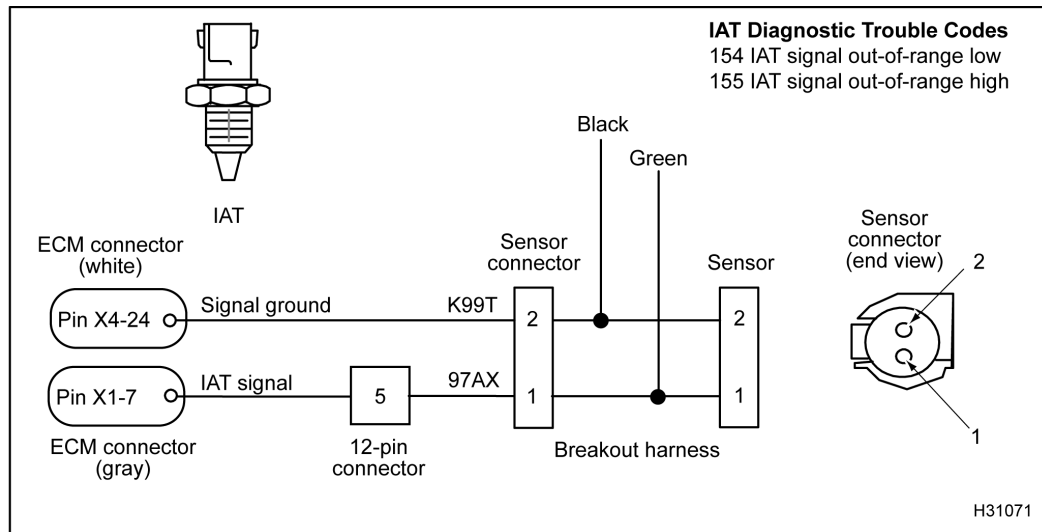 IAT Diagnostic Trouble Codes
154 IAT signal out-of-range low
155 IAT signal out-of-range high
IAT
Black
Green
ECM connector
(white)
Pin X4-24
Signal ground
K99T
Sensor
connector
2
1
Sensor
2
1
Pin X1-7
IAT signal
5
97AX
ECM connector
(gray)
12-pin
connector
Breakout harness
Sensor
connector
(end view)
2
1
H31071